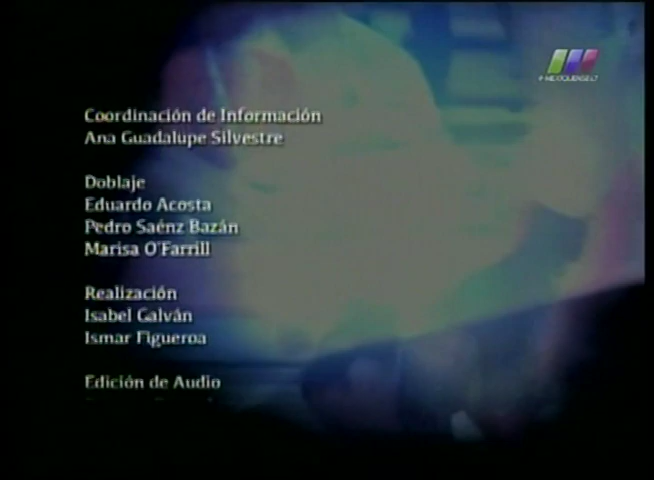 Coordinación de Información
Ana Guadalupe Silvestre
Doblaje
Eduardo Acosta
Pedro Saénz Bazán
Marisa O'Farrill
Realización
Isabel Galván
Ismar Figueroa
Edición de Audio